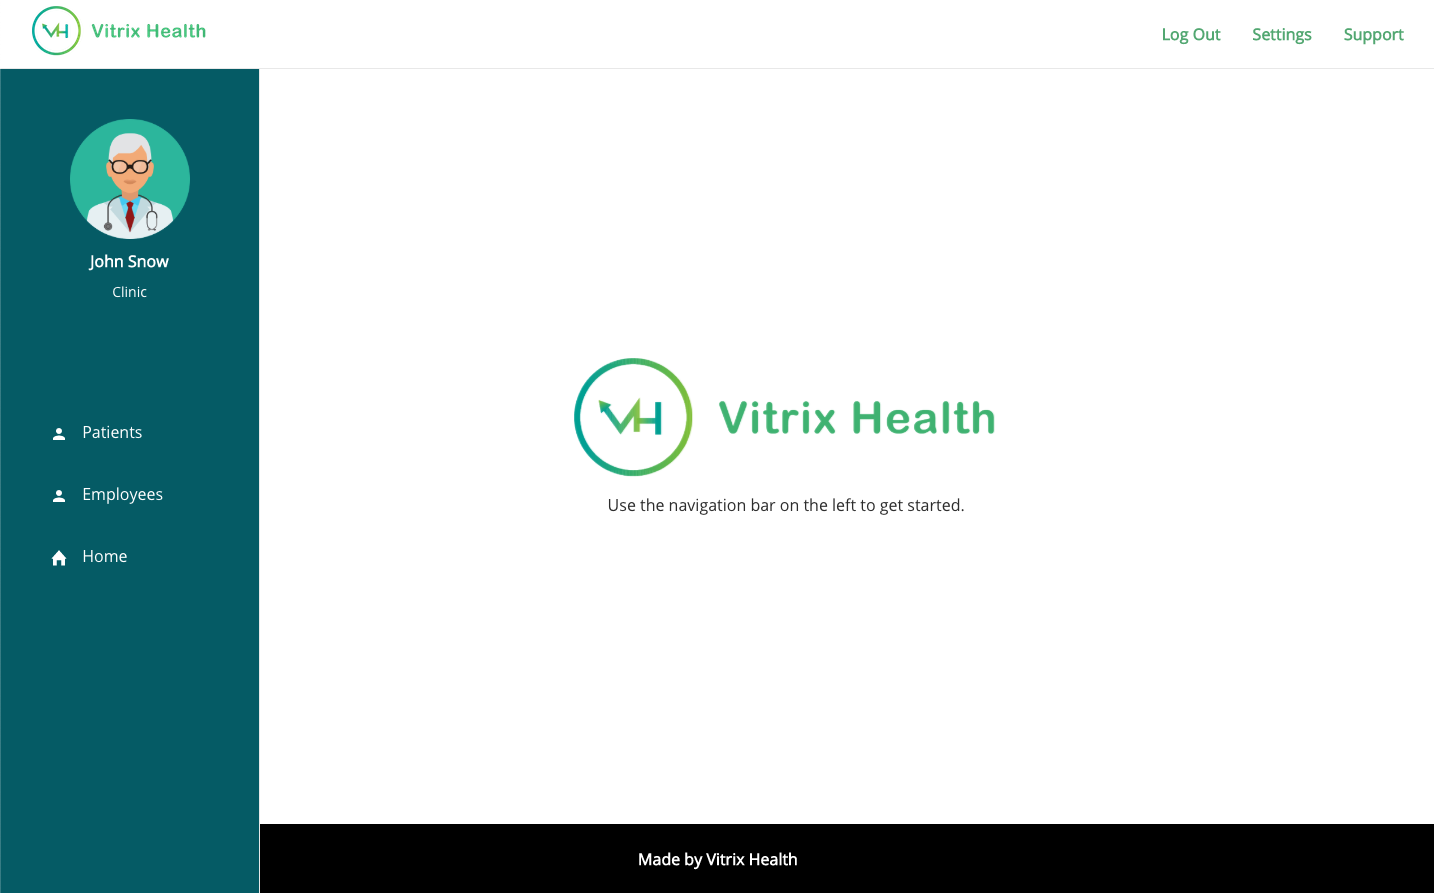 Vitrix Health
Log Out Settings Support
John Snow
Clinic
Patients
Employees
Home
VH Vitrix Health
Use the navigation bar on the left to get started.
Made by Vitrix Health